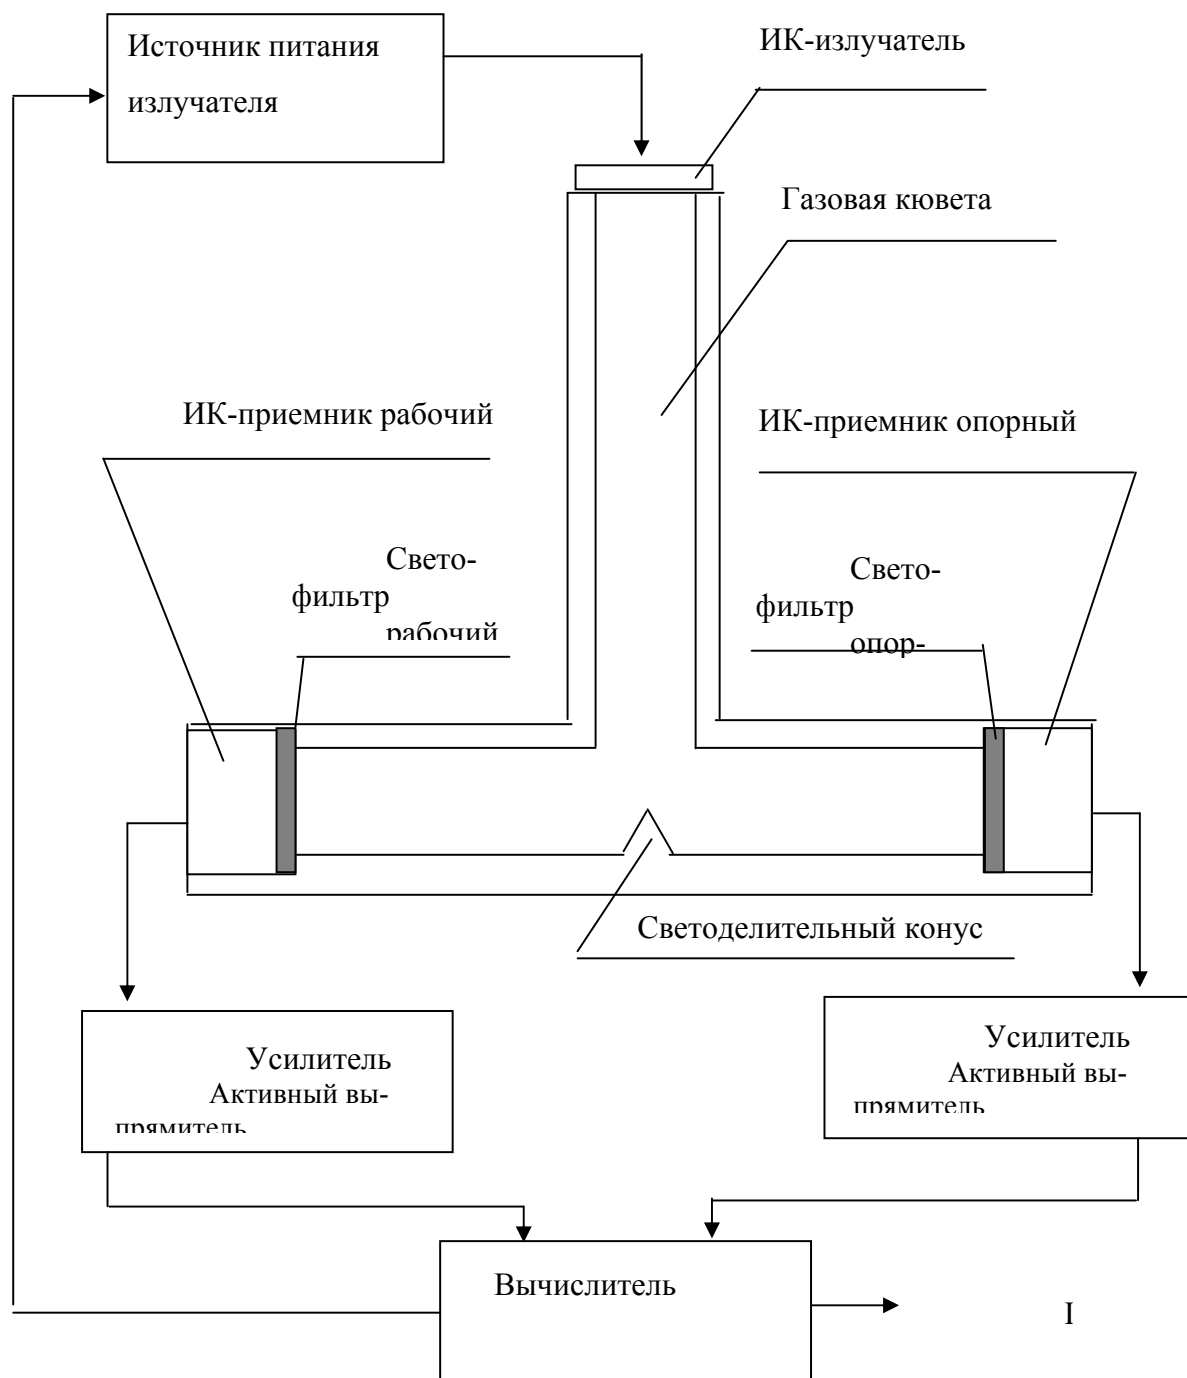 Источник питания
излучателя
ИК-излучатель
Газовая кювета
ИК-приемник рабочий
ИК-приемник опорный
Свето-
фильтр
рабочий
Свето-
фильтр
опор-
Светоделительный конус
Усилитель
Активный вы-
прямитель
Усилитель
Активный вы-
прямитель
Вычислитель
I